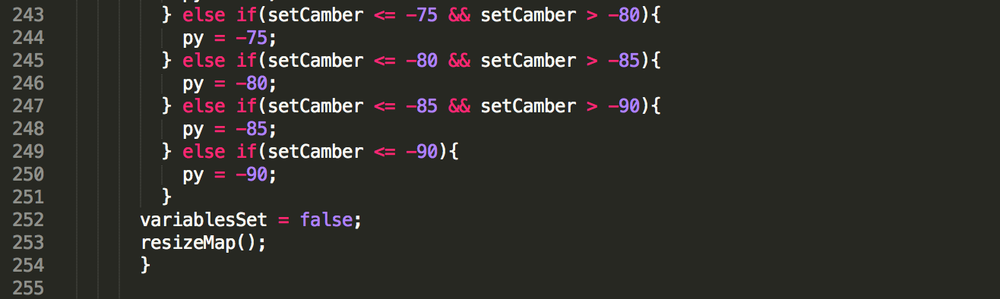 243 } else if(setCamber <= -75 && setCamber > -80){
244 py = -75;
245 } else if(setCamber <= -80 && setCamber > -85){
246 py = -80;
247 } else if(setCamber <= -85 && setCamber > -90){
248 py = -85;
249 } else if(setCamber <= -90){
250 py = -90;
251 }
252 variablesSet = false;
253 resizeMap();
254 }
255